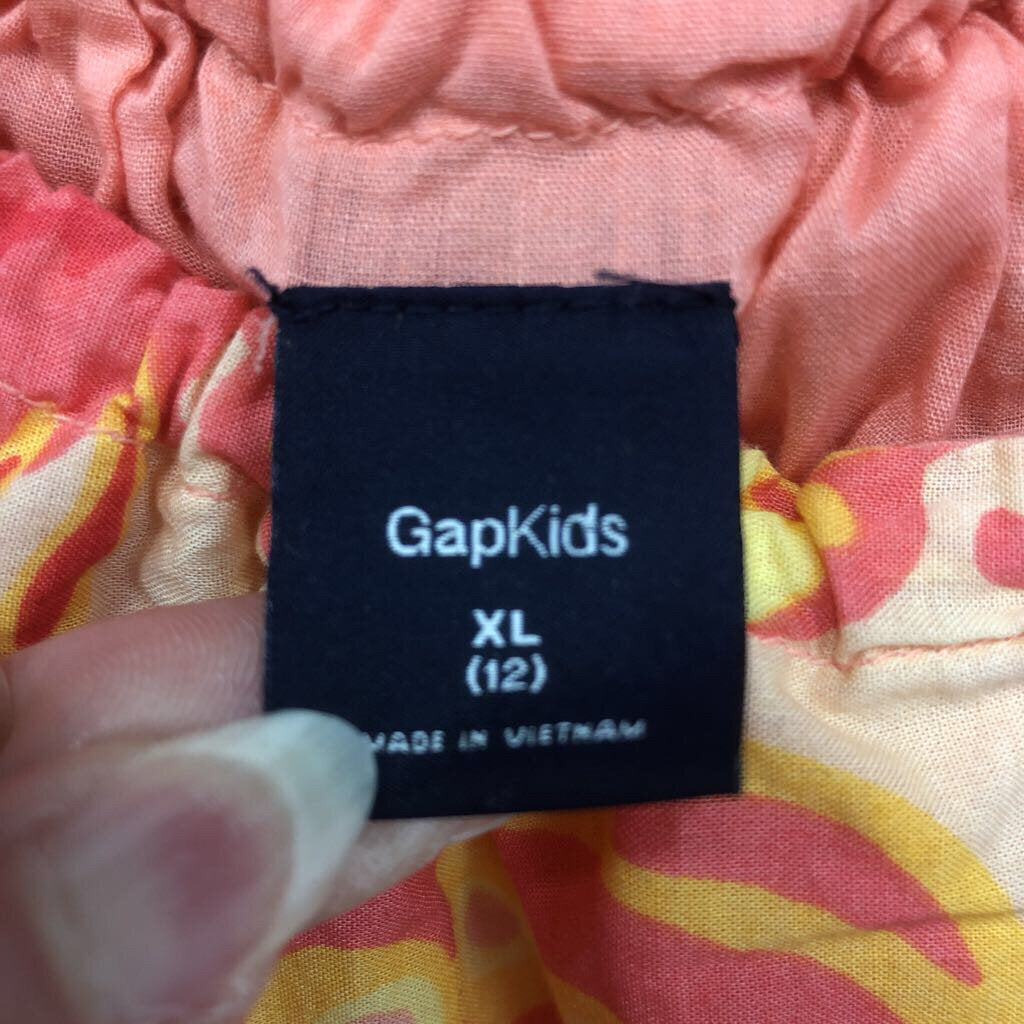 GapKids
XL
(12)
MADE IN VIETNAM